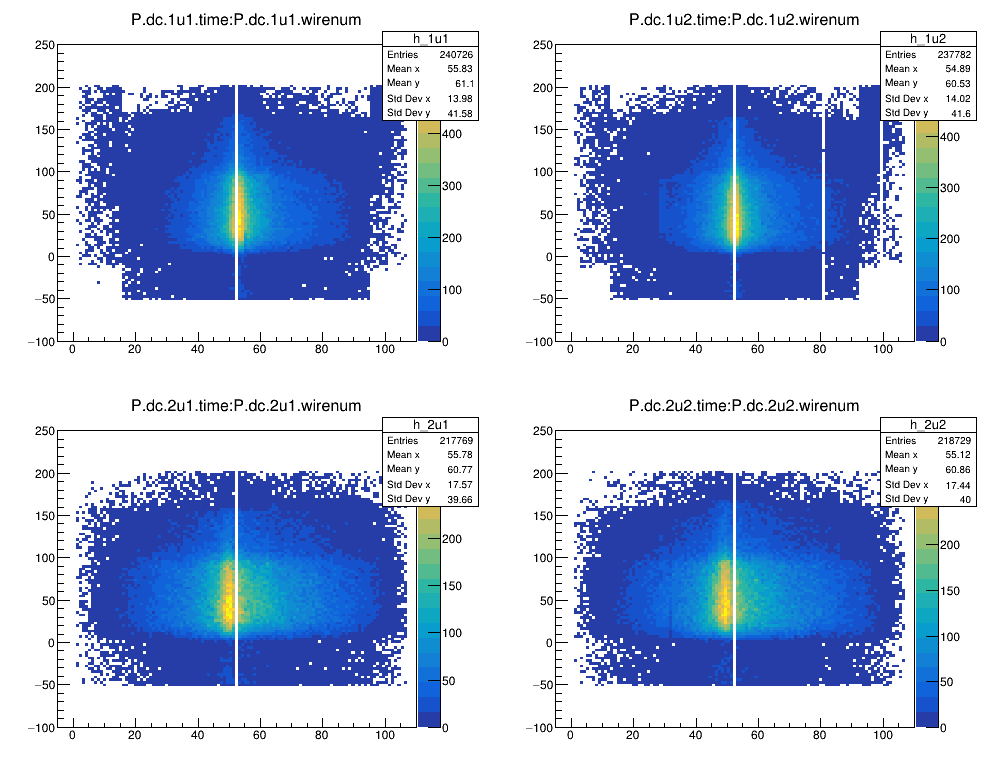 P.dc.1u1.time:P.dc.1u1.wirenum
h_1u1
Entries 240726
Mean x 55.83
Mean y 61.1
Std Dev x 13.98
Std Dev y 41.58
250
200
150
100
50
0
−50
−100
0 20 40 60 80 100
400
300
200
100
0
P.dc.1u2.time:P.dc.1u2.wirenum
h_1u2
Entries 237782
Mean x 54.89
Mean y 60.53
Std Dev x 14.02
Std Dev y 41.6
250
200
150
100
50
0
−50
−100
0 20 40 60 80 100
400
300
200
100
0
P.dc.2u1.time:P.dc.2u1.wirenum
h_2u1
Entries 217769
Mean x 55.78
Mean y 60.77
Std Dev x 17.57
Std Dev y 39.66
250
200
150
100
50
0
−50
−100
0 20 40 60 80 100
200
150
100
50
0
P.dc.2u2.time:P.dc.2u2.wirenum
h_2u2
Entries 218729
Mean x 55.12
Mean y 60.86
Std Dev x 17.44
Std Dev y 40
250
200
150
100
50
0
−50
−100
0 20 40 60 80 100
200
150
100
50
0